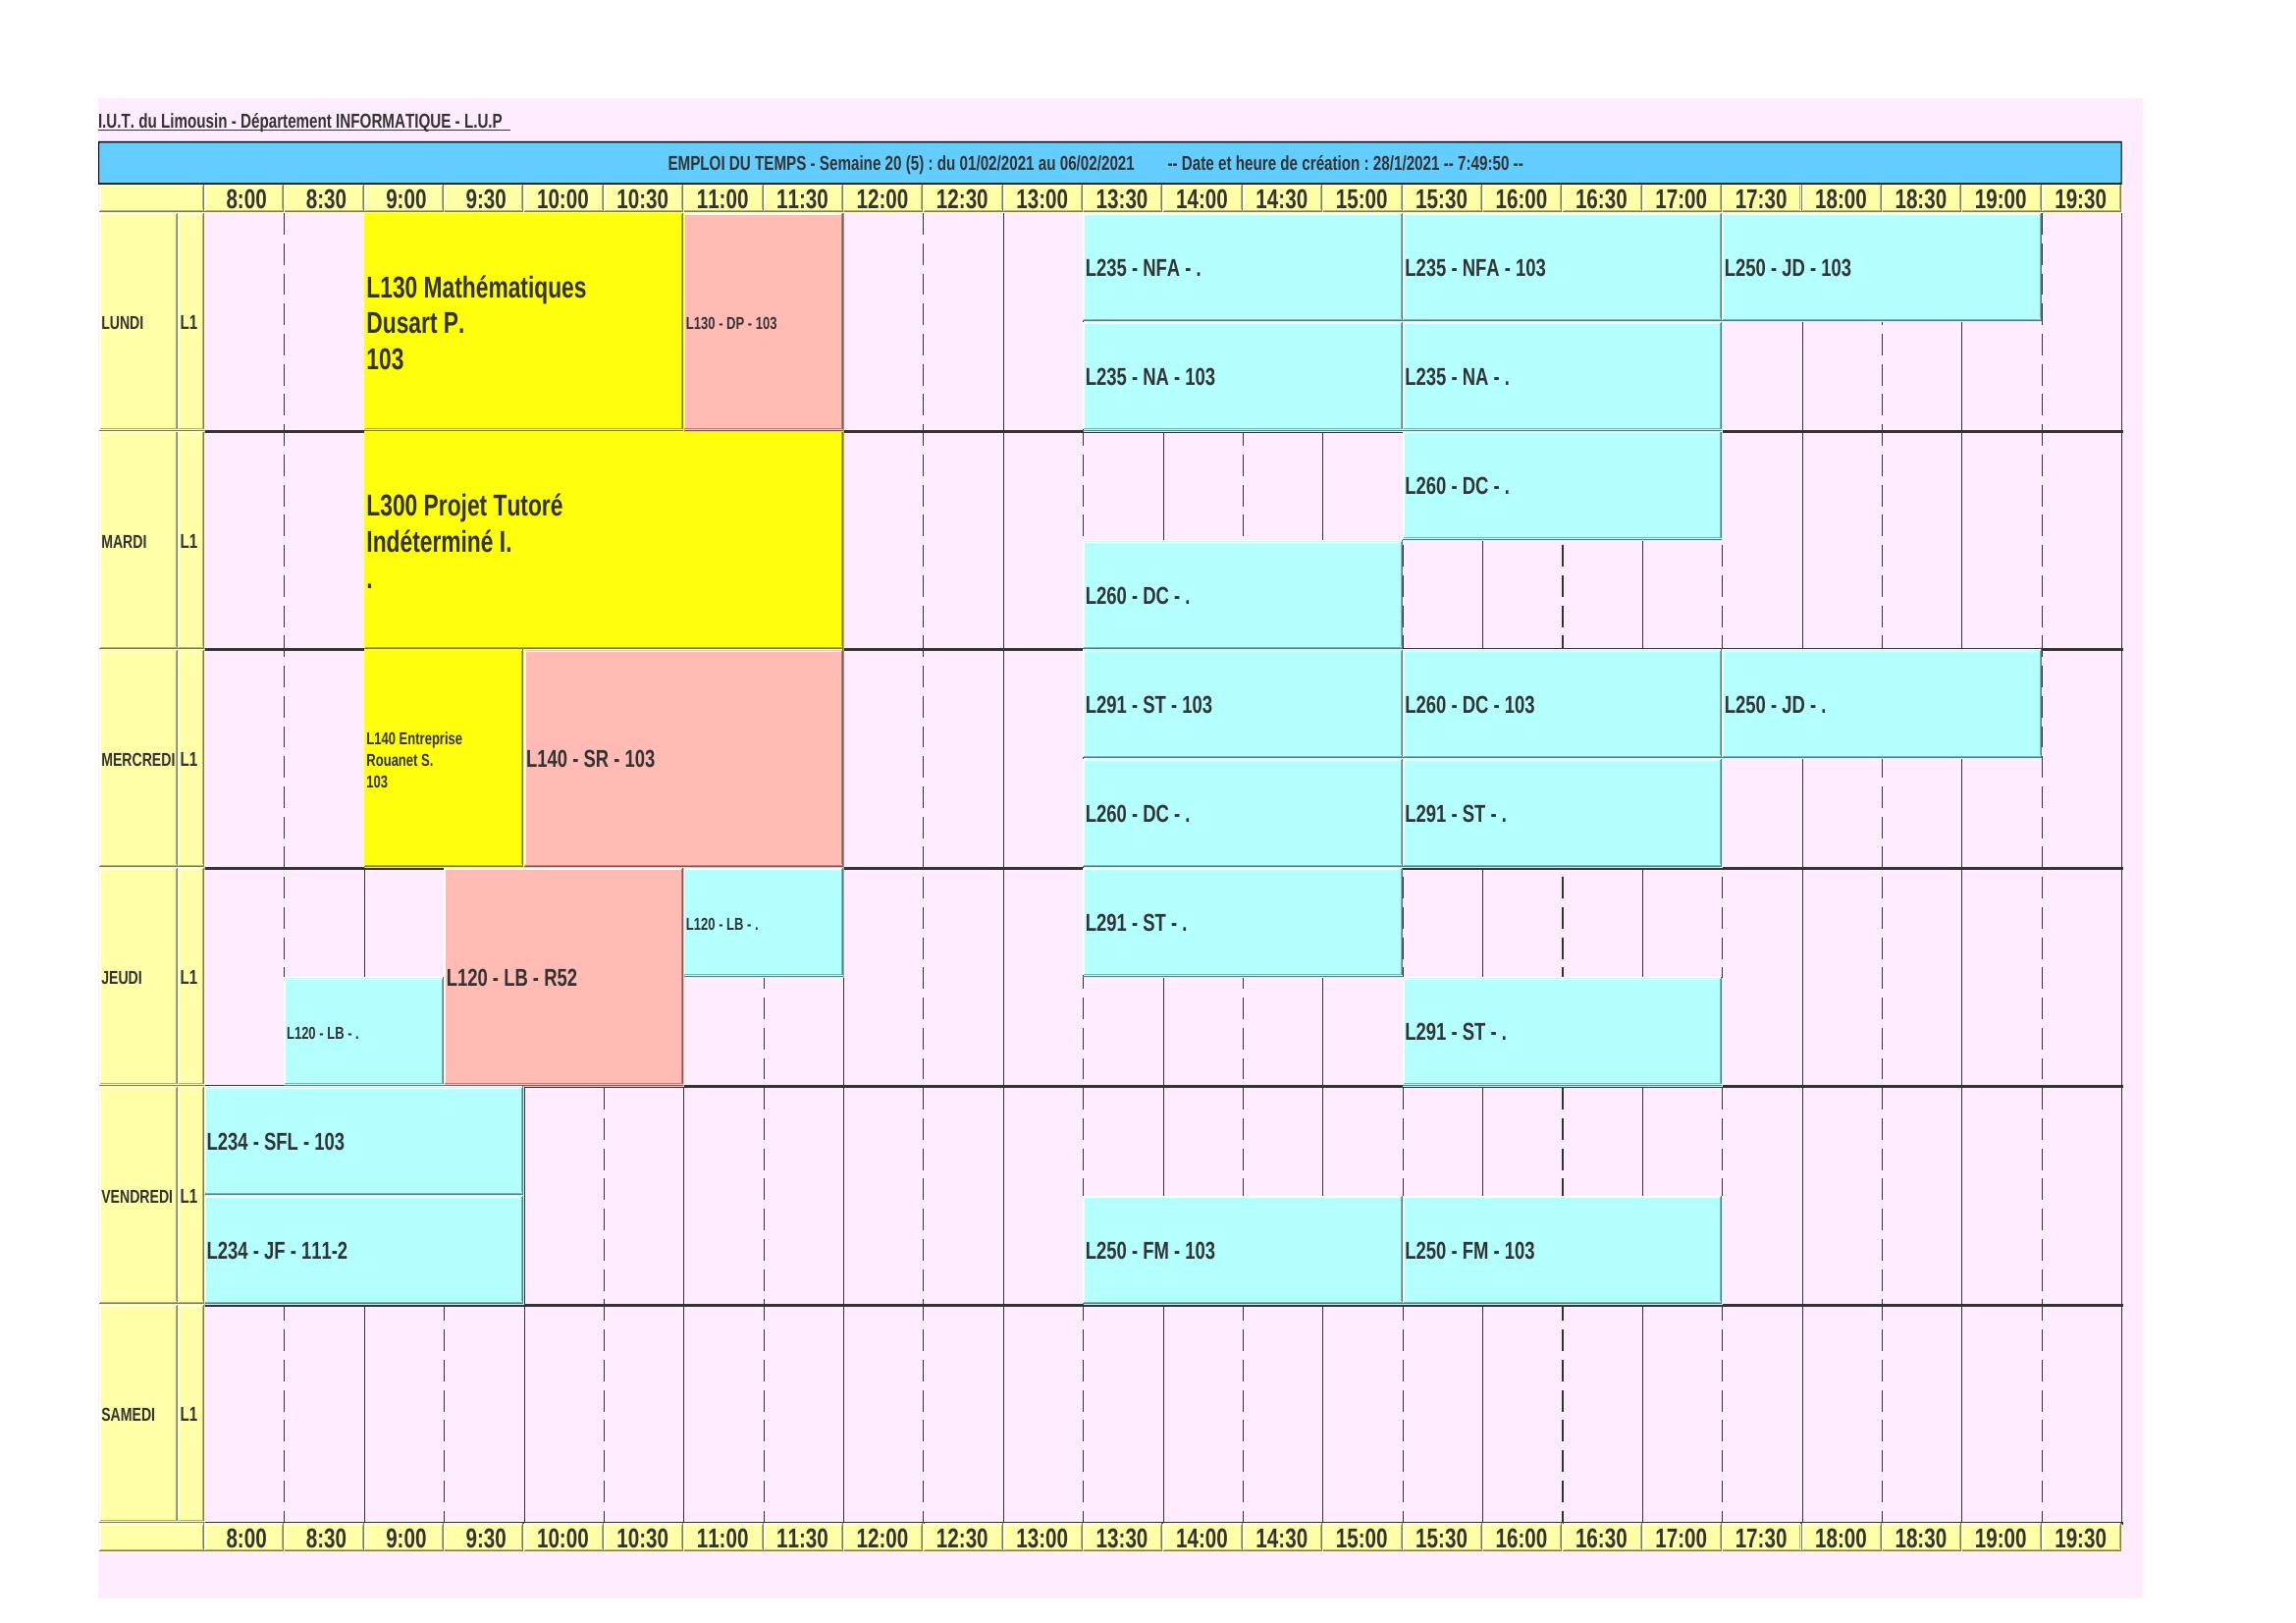 I.U.T. du Limousin - Département INFORMATIQUE - L.U.P
EMPLOI DU TEMPS - Semaine 20 (5) : du 01/02/2021 au 06/02/2021 -- Date et heure de création : 28/1/2021 -- 7:49:50 --
8:00 8:30 9:00 9:30 10:00 10:30 11:00 11:30 12:00 12:30 13:00 13:30 14:00 14:30 15:00 15:30 16:00 16:30 17:00 17:30 18:00 18:30 19:00 19:30
LUNDI L1
L130 Mathématiques
Dusart P.
103
L130 - DP - 103
L235 - NFA - .
L235 - NFA - 103
L250 - JD - 103
L235 - NA - 103
L235 - NA - .
MARDI L1
L300 Projet Tutoré
Indéterminé I.
.
L260 - DC - .
L260 - DC - .
MERCREDI L1
L140 Entreprise
Rouanet S.
103
L140 - SR - 103
L291 - ST - 103
L260 - DC - 103
L250 - JD - .
L260 - DC - .
L291 - ST - .
JEUDI L1
L120 - LB - .
L120 - LB - R52
L120 - LB - .
L291 - ST - .
L291 - ST - .
VENDREDI L1
L234 - SFL - 103
L234 - JF - 111-2
L250 - FM - 103
L250 - FM - 103
SAMEDI L1
8:00 8:30 9:00 9:30 10:00 10:30 11:00 11:30 12:00 12:30 13:00 13:30 14:00 14:30 15:00 15:30 16:00 16:30 17:00 17:30 18:00 18:30 19:00 19:30